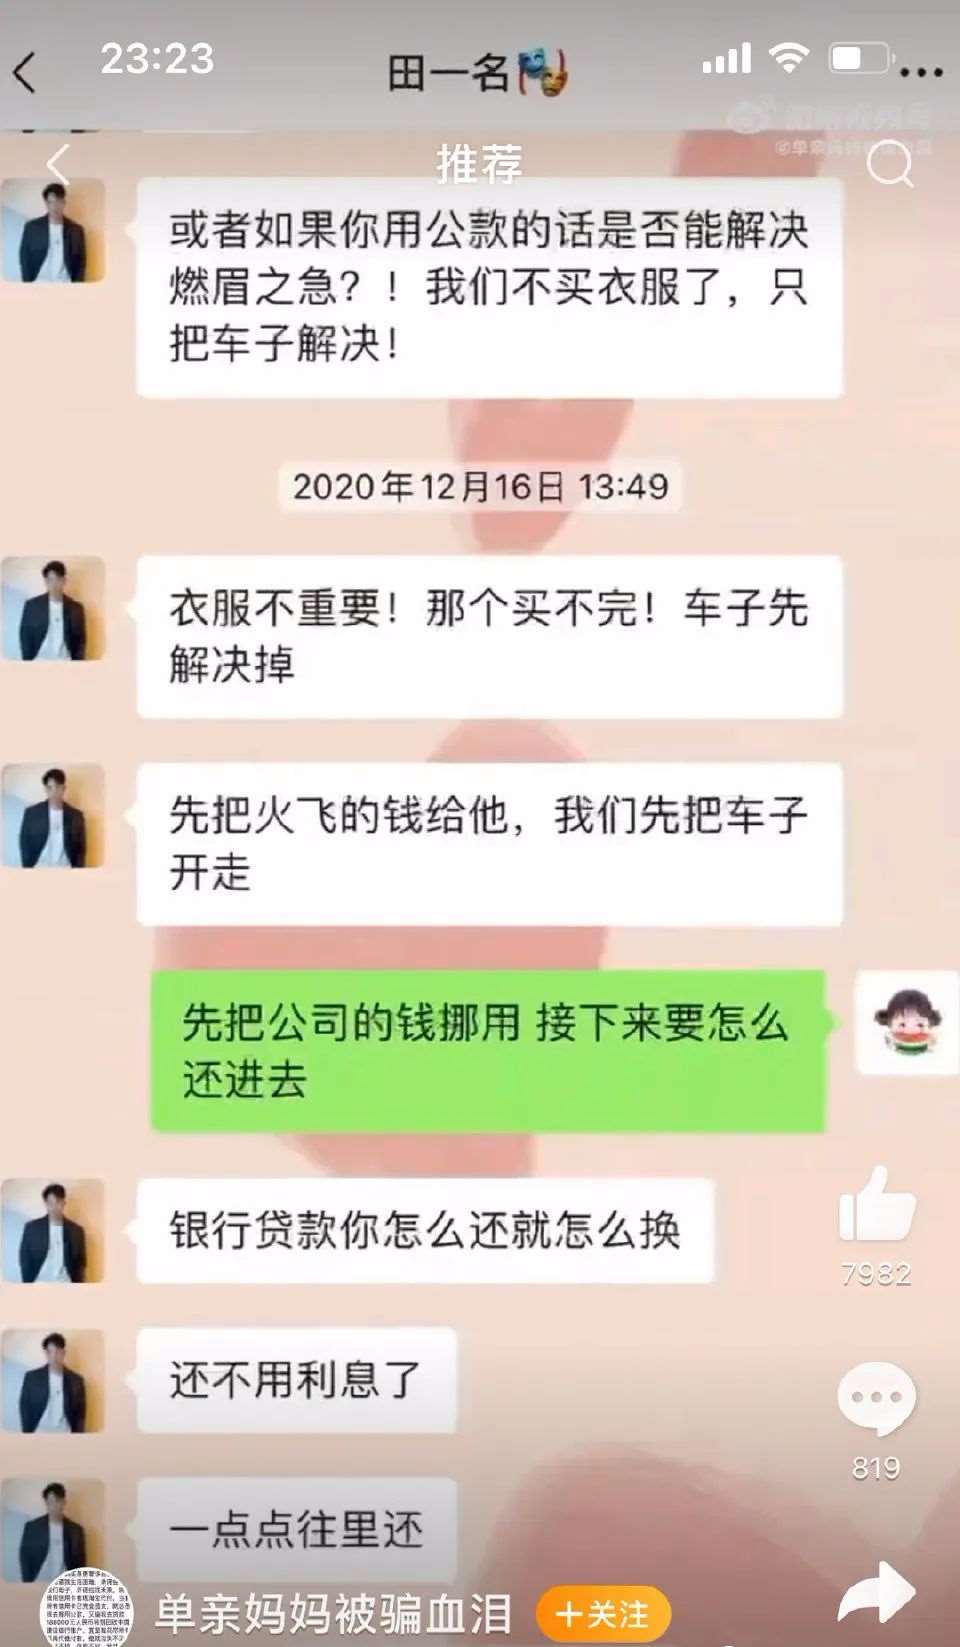 23:23
田一名
推荐
或者如果你用公款的话是否能解决
燃眉之急？！我们不买衣服了，只
把车子解决！
2020年12月16日 13:49
衣服不重要！那个买不完！车子先
解决掉
先把火飞的钱给他，我们先把车子
开走
先把公司的钱挪用 接下来要怎么
还进去
银行贷款你怎么还就怎么换
7982
还不用利息了
819
一点点往里还
单亲妈妈被骗血泪
+关注